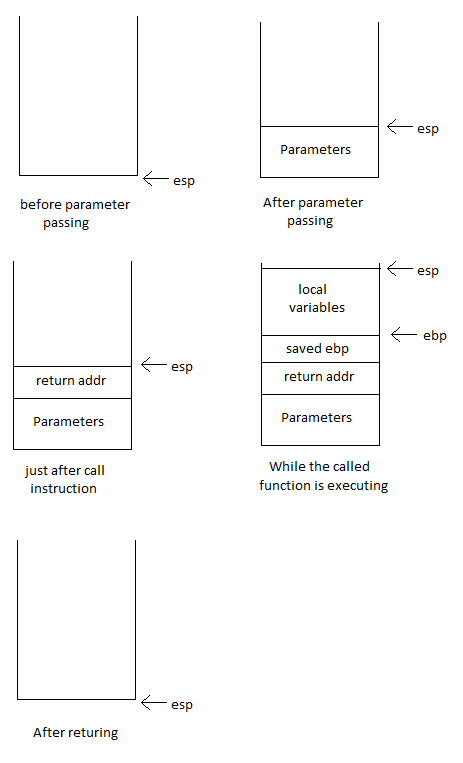 esp
before parameter
passing
Parameters
esp
After parameter
passing
return addr
Parameters
esp
just after call
instruction
esp
local
variables
ebp
saved ebp
return addr
Parameters
While the called
function is executing
esp
After returing